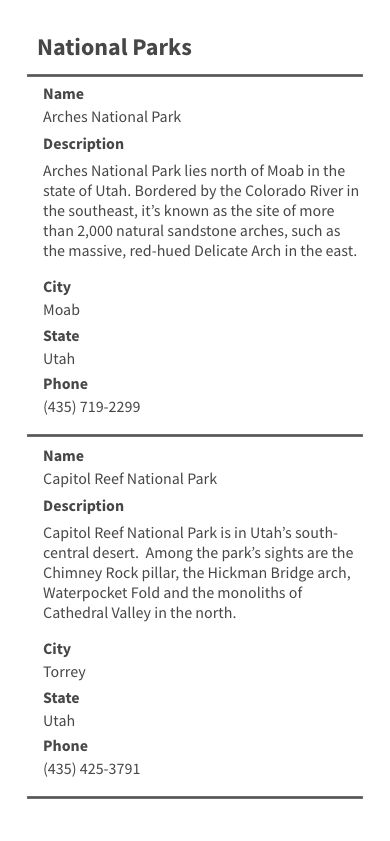 National Parks
Name
Arches National Park
Description
Arches National Park lies north of Moab in the
state of Utah. Bordered by the Colorado River in
the southeast, it’s known as the site of more
than 2,000 natural sandstone arches, such as
the massive, red-hued Delicate Arch in the east.
City
Moab
State
Utah
Phone
(435) 719-2299
Name
Capitol Reef National Park
Description
Capitol Reef National Park is in Utah’s south-
central desert.  Among the park’s sights are the
Chimney Rock pillar, the Hickman Bridge arch,
Waterpocket Fold and the monoliths of
Cathedral Valley in the north.
City
Torrey
State
Utah
Phone
(435) 425-3791